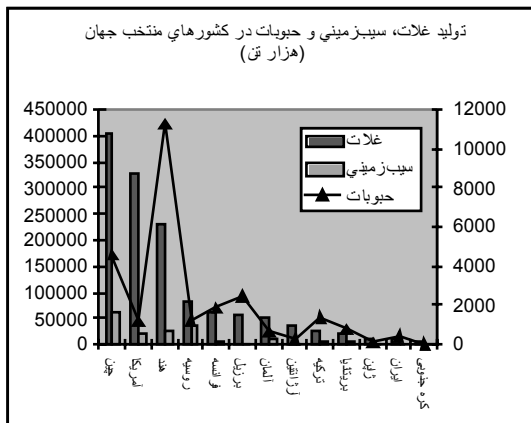 توليد غلات، سيب‌زميني و حبوبات در كشورهاي منتخب جهان
(هزار تن)
450000
400000
350000
300000
250000
200000
150000
100000
50000
0
12000
10000
8000
6000
4000
2000
0
غلات
سيب‌زميني
حبوبات
چين
آمريكا
هند
روسيه
فرانسه
برزيل
آلمان
آرژانتين
تركيه
بريتانيا
ژاپن
ايران
كره جنوبي